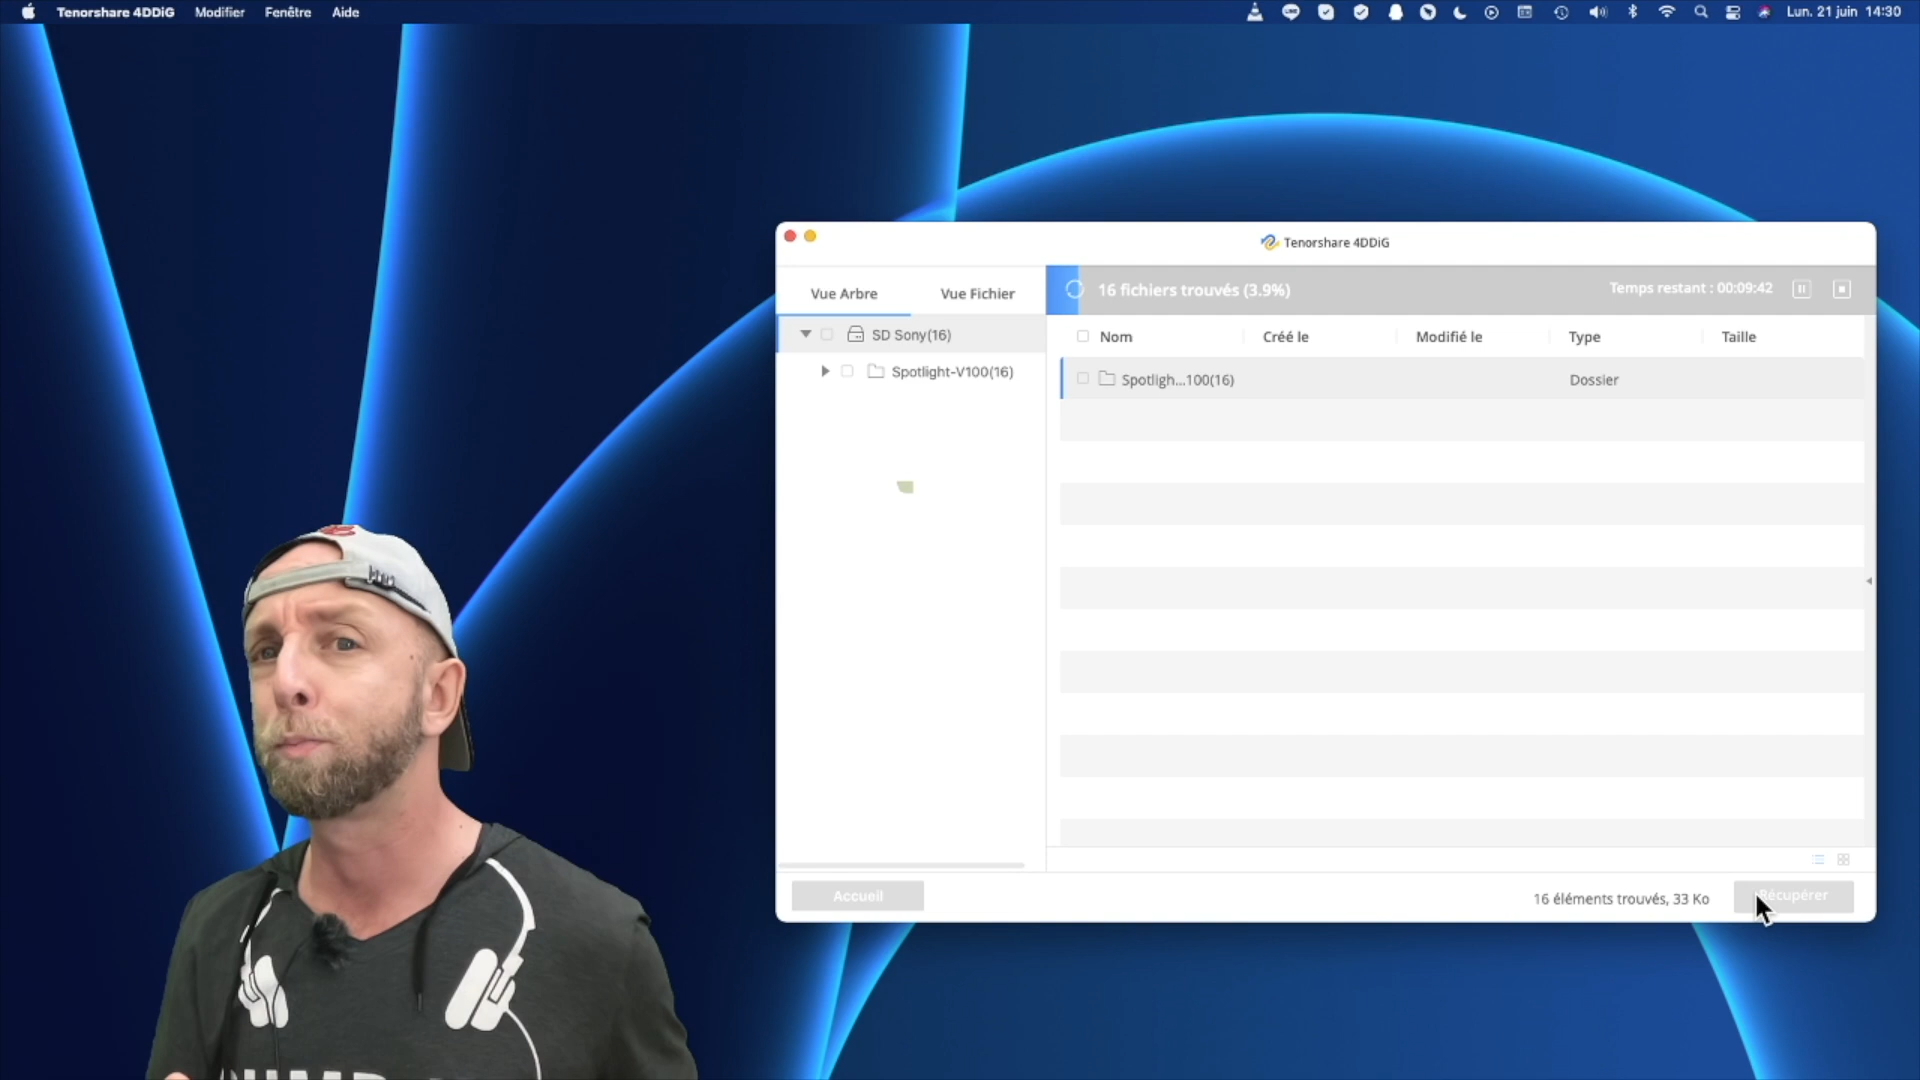 Tenorshare 4DDiG Modifier Fenêtre Aide
Lun. 21 juin 14:30
Tenorshare 4DDiG
Vue Arbre Vue Fichier
16 fichiers trouvés (3.9%)
Temps restant : 00:09:42
SD Sony(16)
Nom Créé le Modifié le Type Taille
Spotlight-V100(16)
Spotligh...100(16) Dossier
Accueil
16 éléments trouvés, 33 Ko
Récupérer